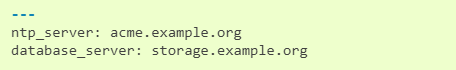 ---
ntp_server: acme.example.org
database_server: storage.example.org